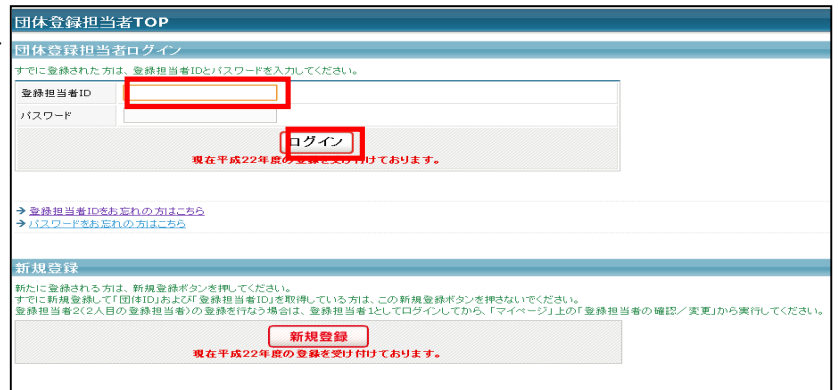 団体登録担当者TOP
団体登録担当者ログイン
すでに登録された方は、登録担当者IDとパスワードを入力してください。
登録担当者ID
パスワード
ログイン
現在平成22年度の登録を受け付けております。
→ 登録担当者IDをお忘れの方はこちら
→ パスワードをお忘れの方はこちら
新規登録
新たに登録される方は、新規登録ボタンを押してください。
すでに新規登録して「団体ID」および「登録担当者ID」を取得している方は、この新規登録ボタンを押さないでください。
登録担当者2(2人目の登録担当者)の登録を行なう場合は、登録担当者1としてログインしてから、「マイページ」上の「登録担当者の確認／変更」から実行してください。
新規登録
現在平成22年度の登録を受け付けております。